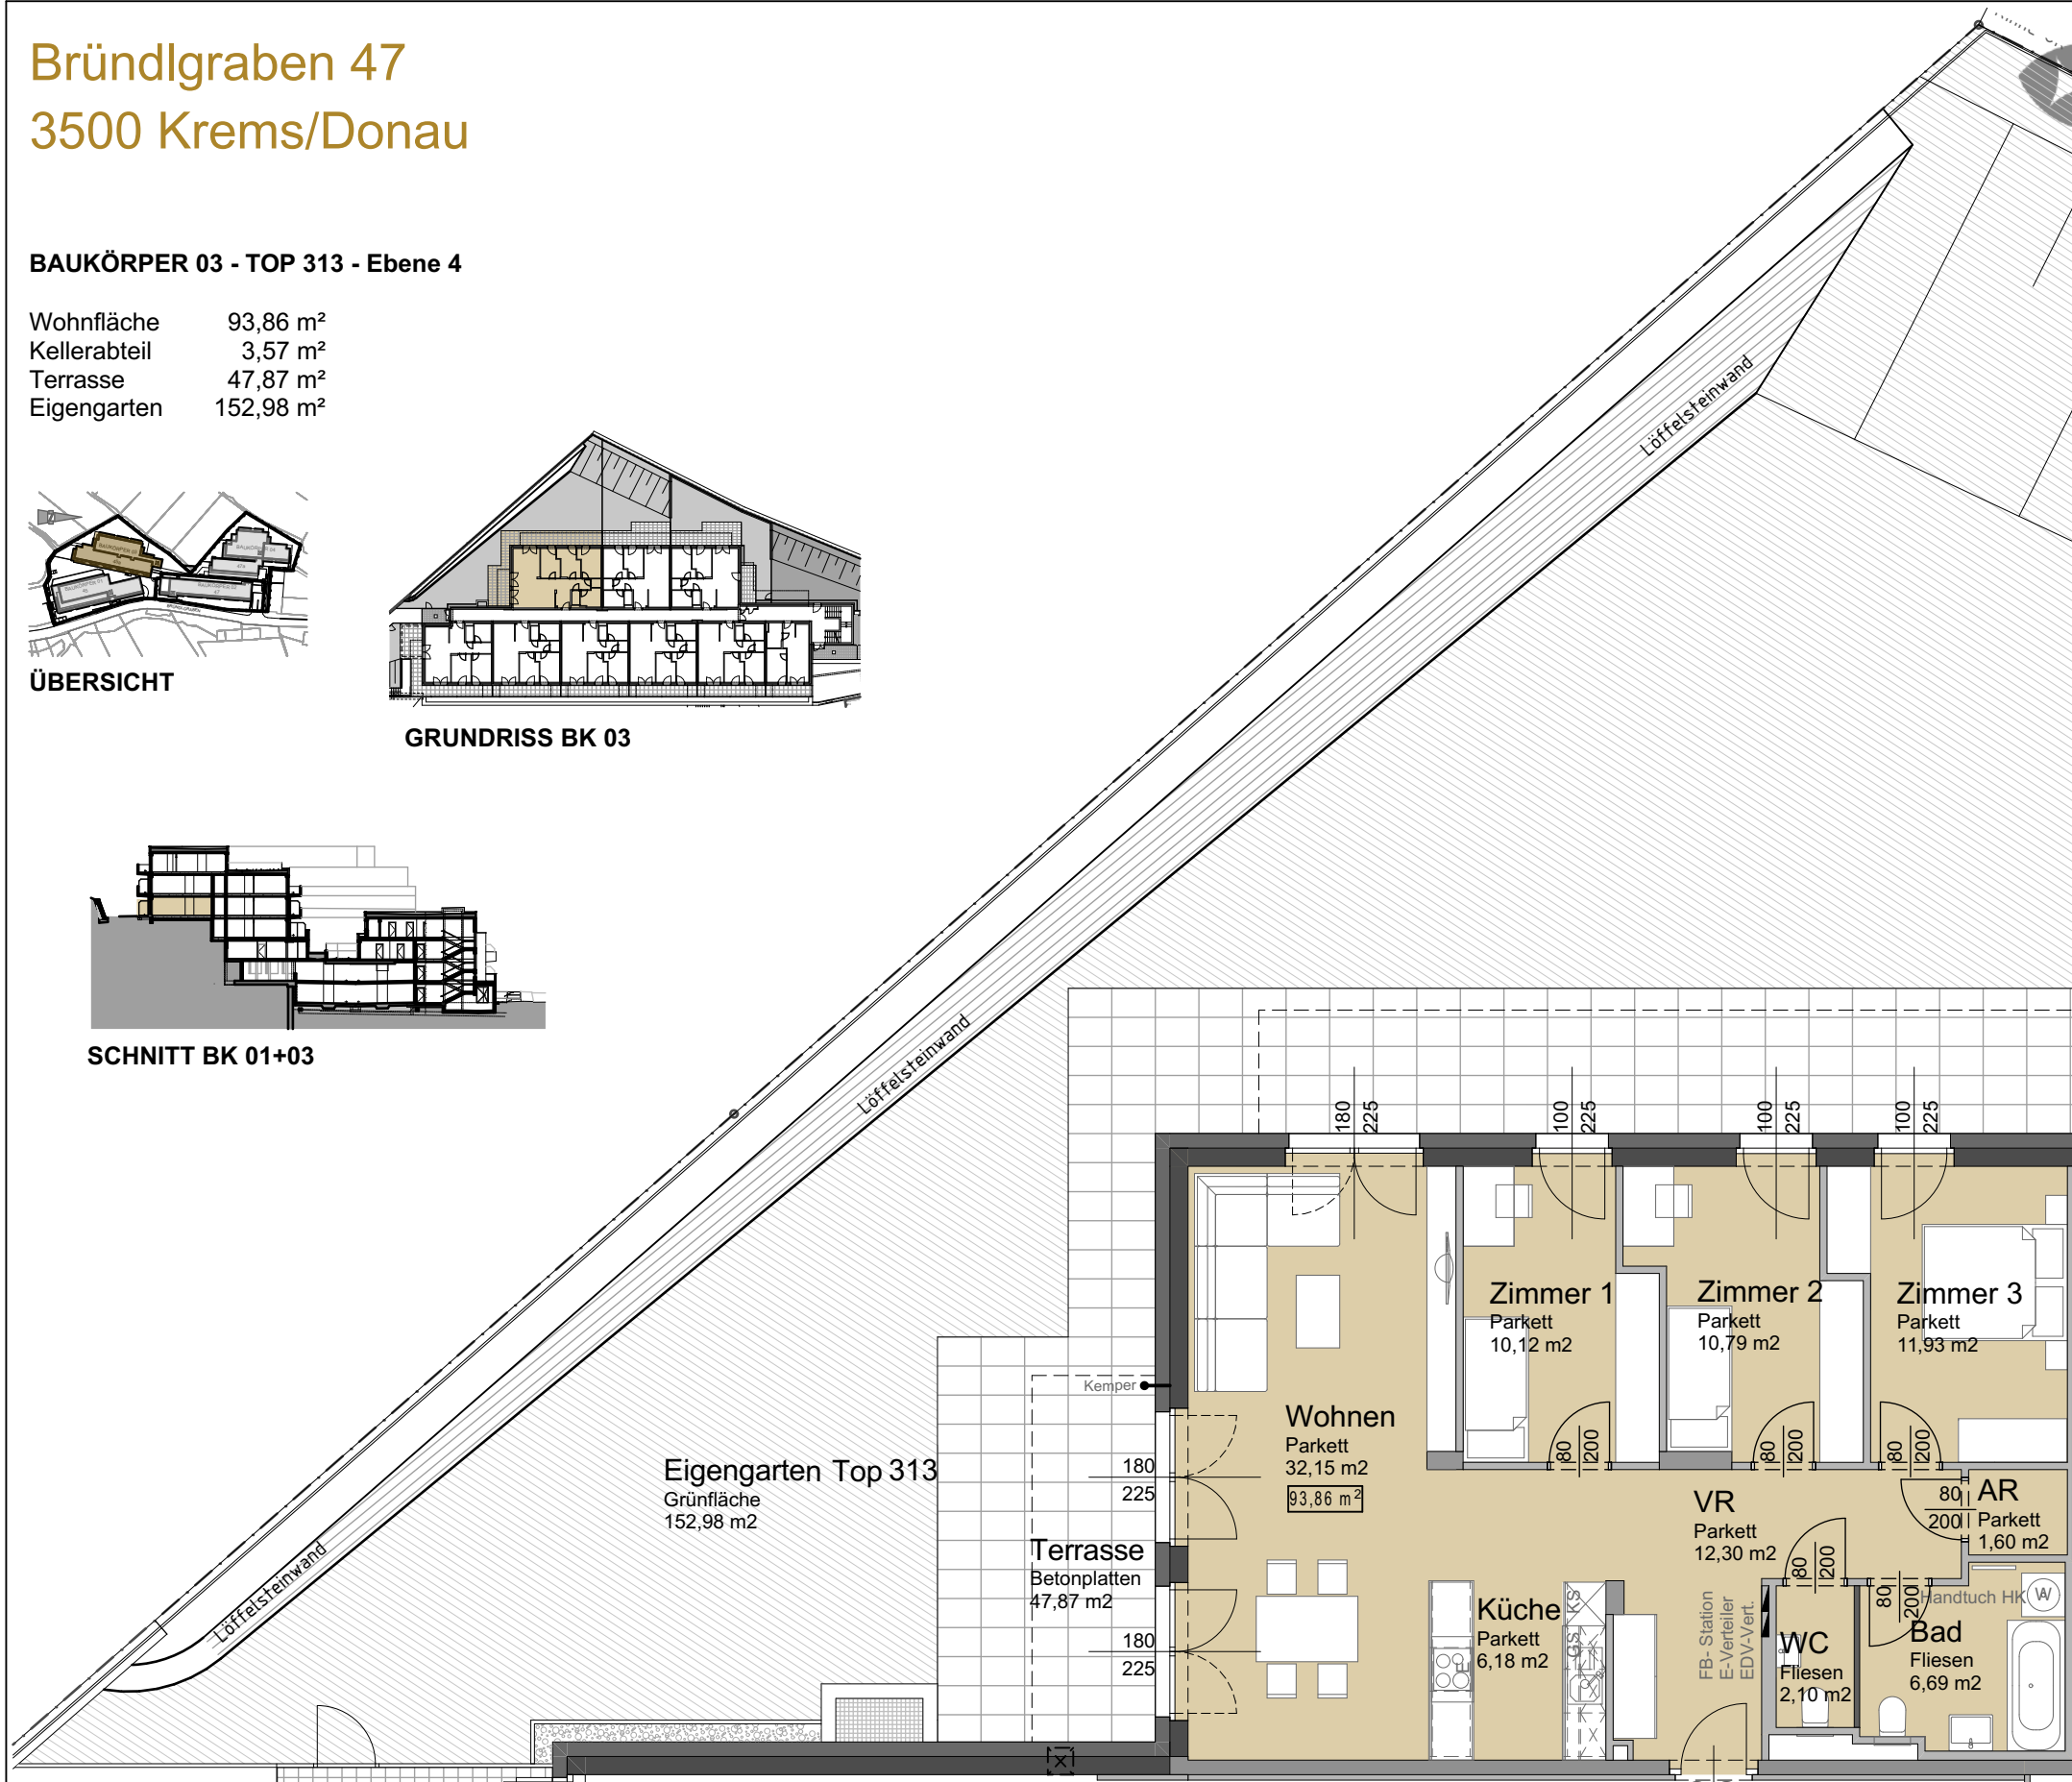 Bründlgraben 47
3500 Krems/Donau
BAUKÖRPER 03 - TOP 313 - Ebene 4
Wohnfläche 93,86 m²
Kellerabteil 3,57 m²
Terrasse 47,87 m²
Eigengarten 152,98 m²
ÜBERSICHT
GRUNDRISS BK 03
SCHNITT BK 01+03
Löffelsteinwand
Löffelsteinwand
Löffelsteinwand
180
225
100
225
100
225
100
225
Zimmer 1
Parkett
10,12 m2
Zimmer 2
Parkett
10,79 m2
Zimmer 3
Parkett
11,93 m2
Kemper
Wohnen
Parkett
32,15 m2
93,86 m²
80
200
80
200
80
200
Eigengarten Top 313
Grünfläche
152,98 m2
180
225
Terrasse
Betonplatten
47,87 m2
180
225
VR
Parkett
12,30 m2
80
200
AR
Parkett
1,60 m2
80
200
80
200
Handtuch HK
W
Küche
Parkett
6,18 m2
KS
GS
FB- Station
E-Verteiler
EDV-Vert.
WC
Fliesen
2,10 m2
Bad
Fliesen
6,69 m2